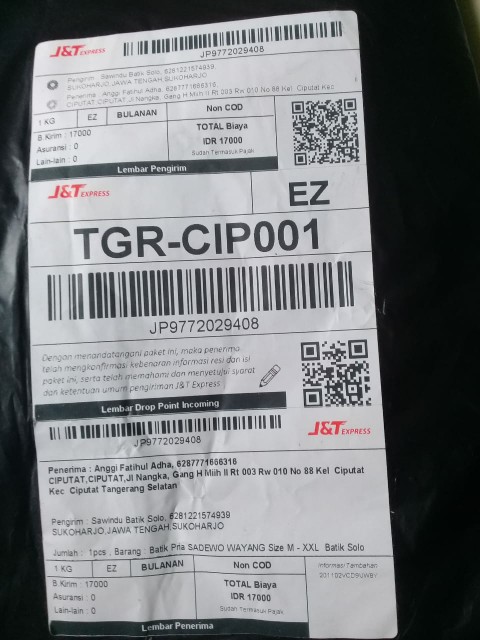 J&T EXPRESS
JP9772029408
Pengirim : Sawindu Batik Solo, 6281221574939
SUKOHARJO,JAWA TENGAH,SUKOHARJO
Penerima : Anggi Fatihul Adha, 6287771666316
CIPUTAT,CIPUTAT,Jl Nangka, Gang H Miih II Rt 003 Rw 010 No 88 Kel Ciputat Kec
1 KG EZ BULANAN Non COD
B.Kirim : 17000
Asuransi : 0
Lain-lain : 0
TOTAL Biaya
IDR 17000
Sudah Termasuk Pajak
Lembar Pengirim
J&T EXPRESS
EZ
TGR-CIP001
JP9772029408
Dengan menandatangani paket ini, maka penerima
telah mengkonfirmasi kebenaran informasi resi dan isi
paket ini, serta telah memahami dan menyetujui syarat
dan ketentuan umum pengiriman J&T Express
Lembar Drop Point Incoming
JP9772029408
J&T EXPRESS
Penerima : Anggi Fatihul Adha, 6287771666316
CIPUTAT,CIPUTAT,Jl Nangka, Gang H Miih II Rt 003 Rw 010 No 88 Kel Ciputat
Kec Ciputat Tangerang Selatan
Pengirim : Sawindu Batik Solo, 6281221574939
SUKOHARJO,JAWA TENGAH,SUKOHARJO
Jumlah : 1pcs , Barang : Batik Pria SADEWO WAYANG Size M - XXL Batik Solo
1 KG EZ BULANAN Non COD
B.Kirim : 17000
Asuransi : 0
Lain-lain : 0
TOTAL Biaya
IDR 17000
Sudah Termasuk Pajak
Informasi Tambahan
Lembar Penerima